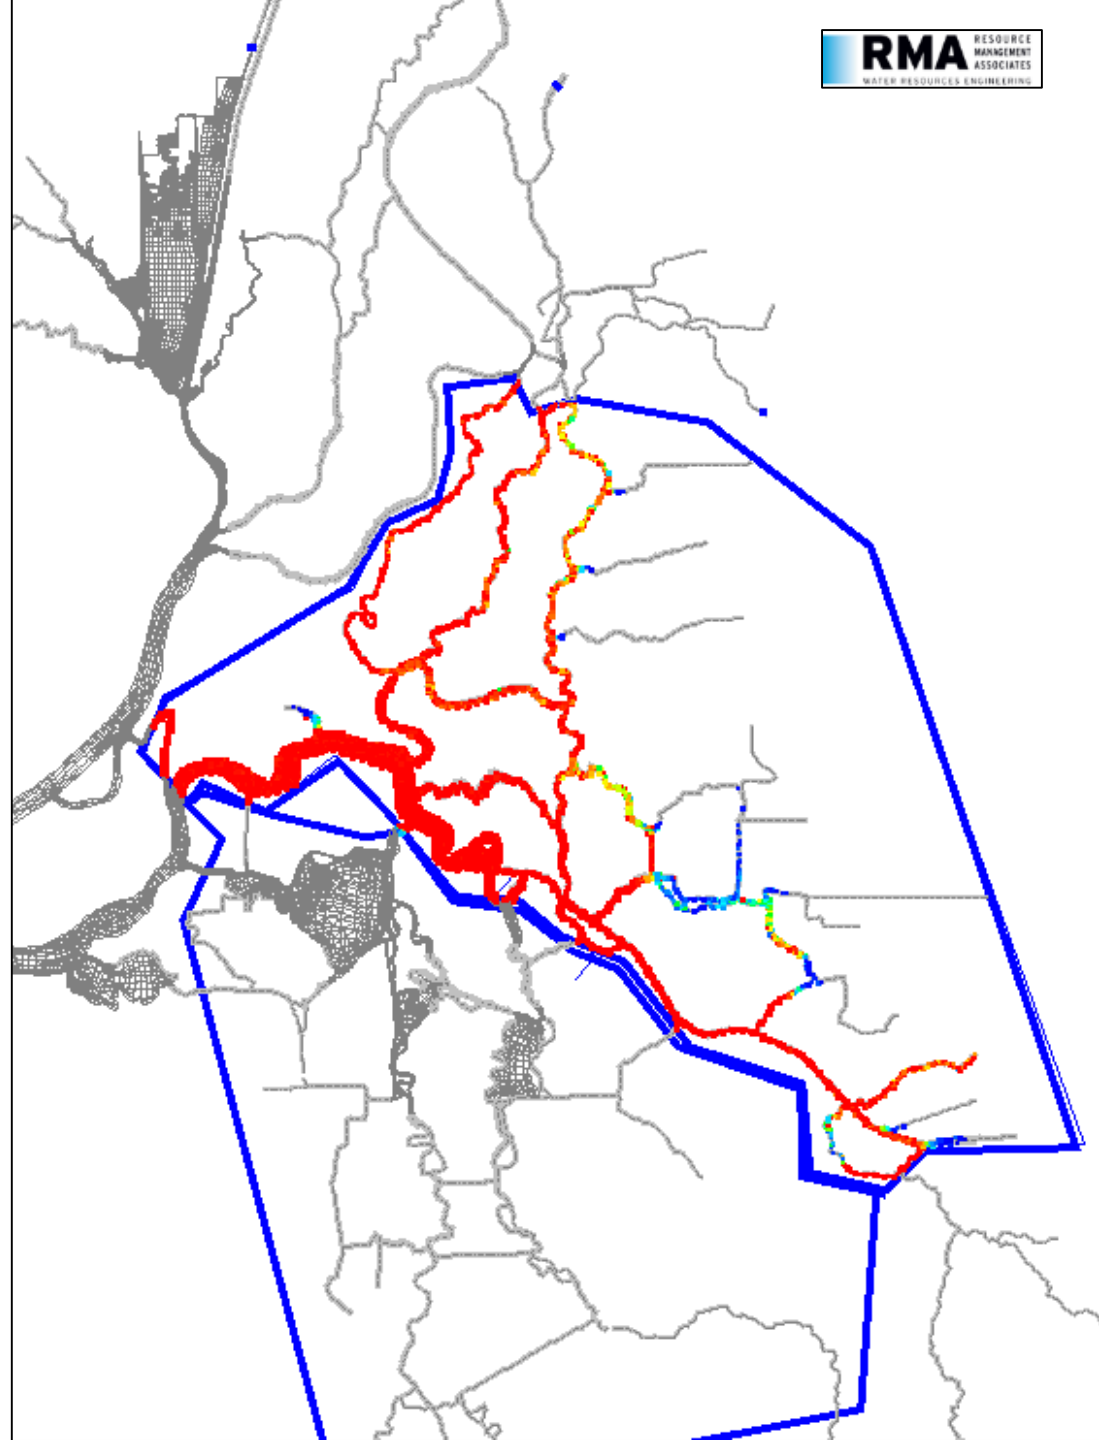 RMA
RESOURCE
MANAGEMENT
ASSOCIATES
WATER RESOURCES ENGINEERING